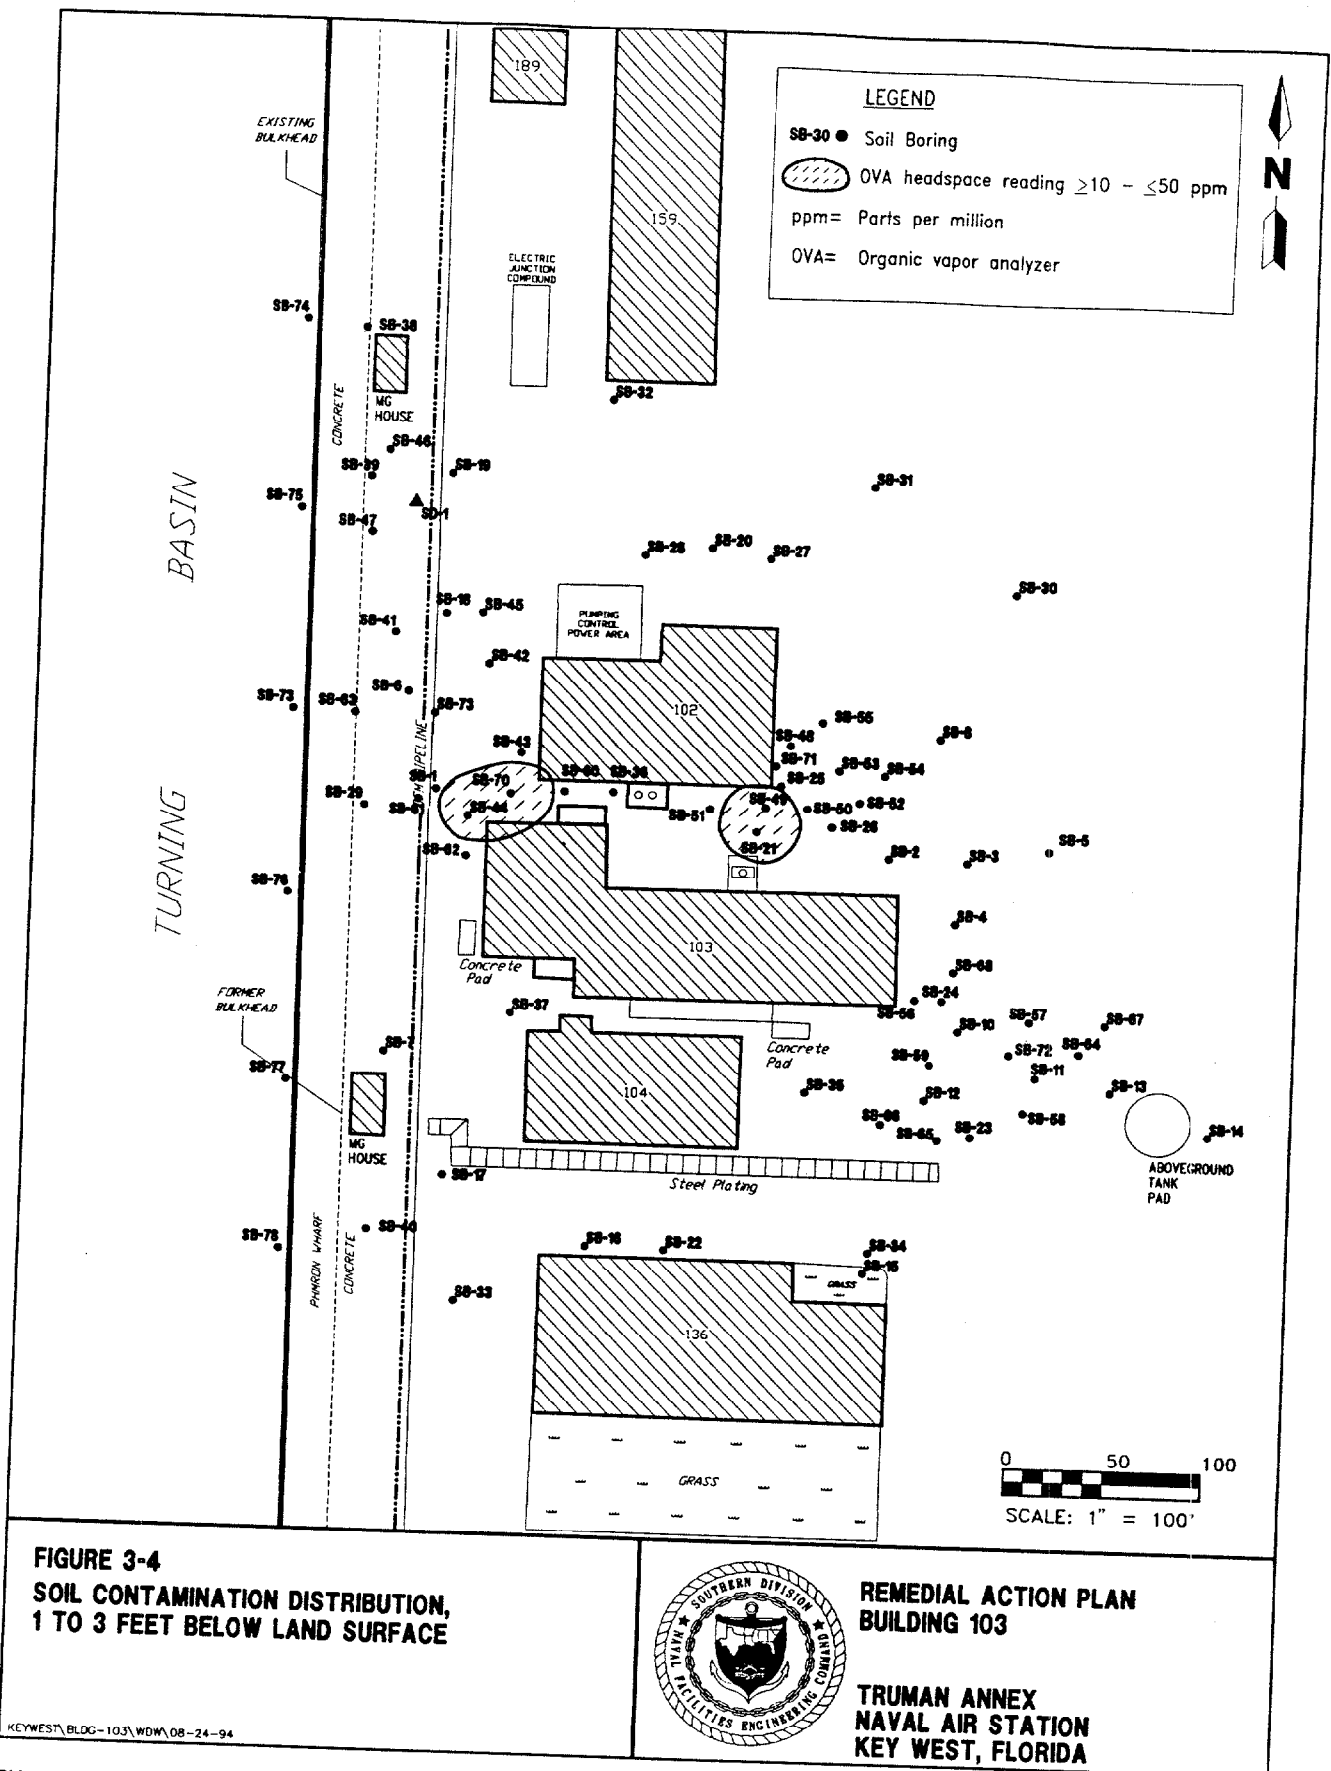 189
EXISTING
BULKHEAD
LEGEND
SB-30 ● Soil Boring
OVA headspace reading ≥10 - ≤50 ppm
ppm= Parts per million
OVA= Organic vapor analyzer
N
159
ELECTRIC
JUNCTION
COMPOUND
SB-74
SB-38
MG
HOUSE
CONCRETE
SB-32
SB-46
SB-39
SB-19
SB-31
SB-75
SD-1
SB-47
SB-28
SB-20
SB-27
SB-30
TURNING BASIN
SB-18
SB-45
SB-41
PUMPING
CONTROL
POWER AREA
SB-42
SB-6
SB-73
SB-63
SB-73
102
SB-55
SB-48
SB-8
SB-43
SB-71
SB-53
SB-54
PIPELINE
SB-1
SB-70
SB-36
SB-25
SB-29
SB-44
SB-51
SB-49
SB-50
SB-52
SB-26
SB-21
SB-62
SB-2
SB-3
SB-5
SB-76
SB-4
103
Concrete
Pad
SB-68
FORMER
BULKHEAD
SB-37
SB-24
SB-56
SB-10
SB-57
SB-67
Concrete
Pad
SB-7
SB-59
SB-72
SB-64
SB-77
SB-11
104
SB-35
SB-12
SB-13
SB-66
SB-58
SB-65
SB-23
SB-14
MG
HOUSE
ABOVEGROUND
TANK
PAD
SB-17
Steel Plating
SB-78
SB-40
SB-16
SB-22
SB-34
SB-15
GRASS
PHMRON WHARF
CONCRETE
SB-33
136
GRASS
0 50 100
SCALE: 1" = 100'
FIGURE 3-4
SOIL CONTAMINATION DISTRIBUTION,
1 TO 3 FEET BELOW LAND SURFACE
SOUTHERN DIVISION
NAVAL FACILITIES ENGINEERING COMMAND
REMEDIAL ACTION PLAN
BUILDING 103
TRUMAN ANNEX
NAVAL AIR STATION
KEY WEST, FLORIDA
KEYWEST\BLDG-103\WDW\08-24-94